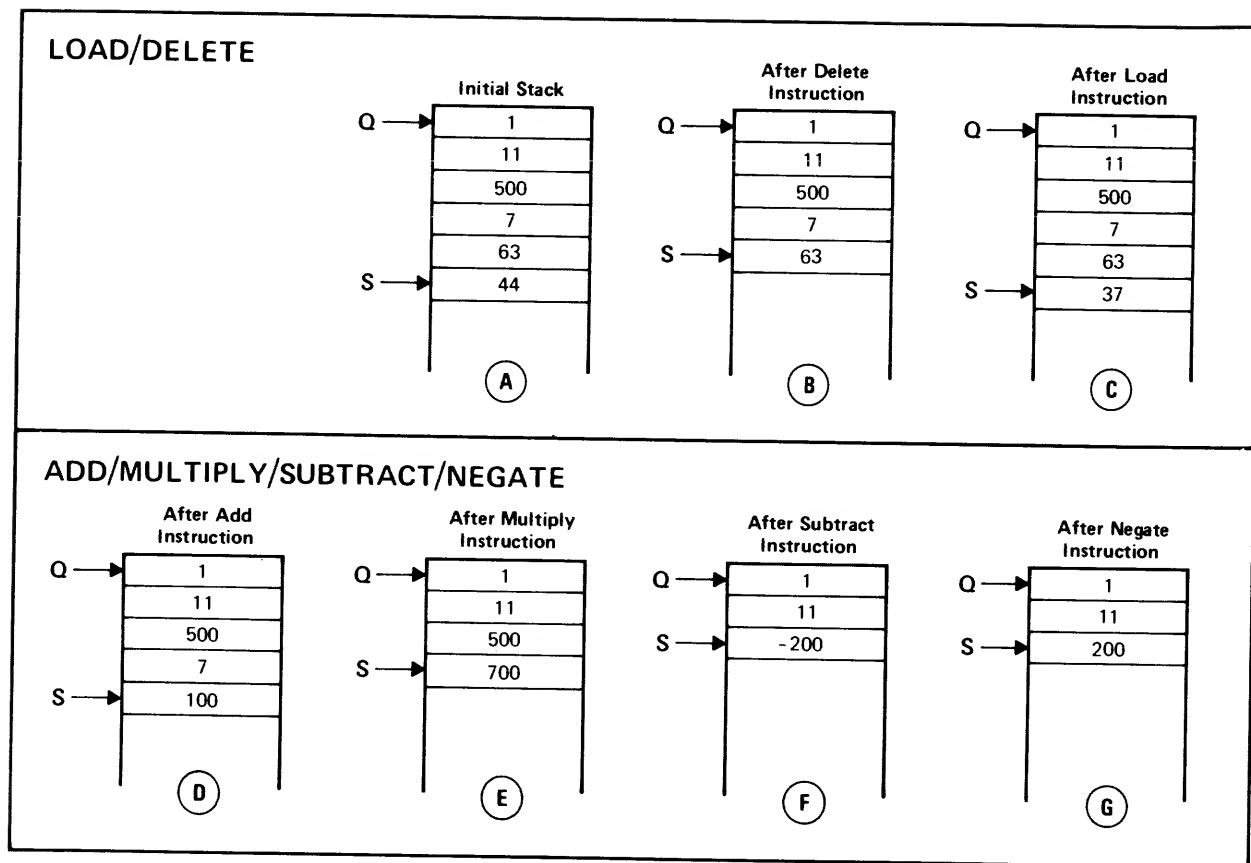 LOAD/DELETE
Initial Stack
Q
1
11
500
7
63
S
44
A
After Delete
Instruction
Q
1
11
500
7
S
63
B
After Load
Instruction
Q
1
11
500
7
63
S
37
C
ADD/MULTIPLY/SUBTRACT/NEGATE
After Add
Instruction
Q
1
11
500
7
S
100
D
After Multiply
Instruction
Q
1
11
500
S
700
E
After Subtract
Instruction
Q
1
11
S
-200
F
After Negate
Instruction
Q
1
11
S
200
G